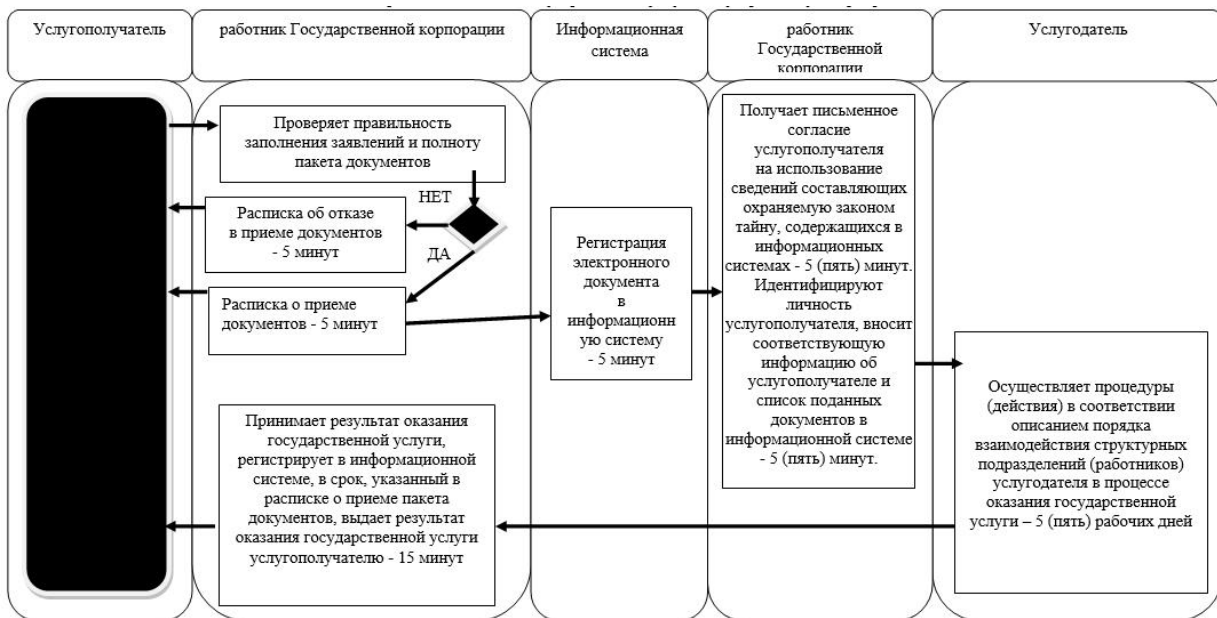 Услугополучатель
работник Государственной корпорации
Информационная
система
работник
Государственной
корпорации
Услугодатель
Проверяет правильность
заполнения заявлений и полноту
пакета документов
НЕТ
Расписка об отказе
в приеме документов
- 5 минут
ДА
Расписка о приеме
документов - 5 минут
Принимает результат оказания
государственной услуги,
регистрирует в информационной
системе, в срок, указанный в
расписке о приеме пакета
документов, выдает результат
оказания государственной услуги
услугополучателю - 15 минут
Регистрация
электронного
документа
в
информационн
ую систему
- 5 минут
Получает письменное
согласие
услугополучателя
на использование
сведений составляющих
охраняемую законом
тайну, содержащихся в
информационных
системах - 5 (пять) минут.
Идентифицируют
личность
услугополучателя, вносит
соответствующую
информацию об
услугополучателе и
список поданных
документов в
информационной системе
- 5 (пять) минут.
Осуществляет процедуры
(действия) в соответствии
описанием порядка
взаимодействия структурных
подразделений (работников)
услугодателя в процессе
оказания государственной
услуги – 5 (пять) рабочих дней